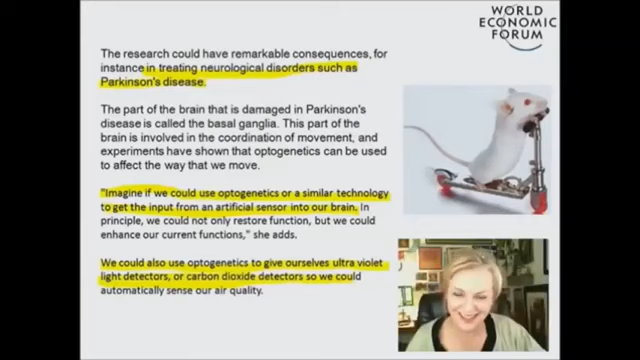 WORLD
ECONOMIC
FORUM
The research could have remarkable consequences, for
instance in treating neurological disorders such as
Parkinson's disease.
The part of the brain that is damaged in Parkinson's
disease is called the basal ganglia. This part of the
brain is involved in the coordination of movement, and
experiments have shown that optogenetics can be used
to affect the way that we move.
"Imagine if we could use optogenetics or a similar technology
to get the input from an artificial sensor into our brain. In
principle, we could not only restore function, but we could
enhance our current functions," she adds.
We could also use optogenetics to give ourselves ultra violet
light detectors, or carbon dioxide detectors so we could
automatically sense our air quality.